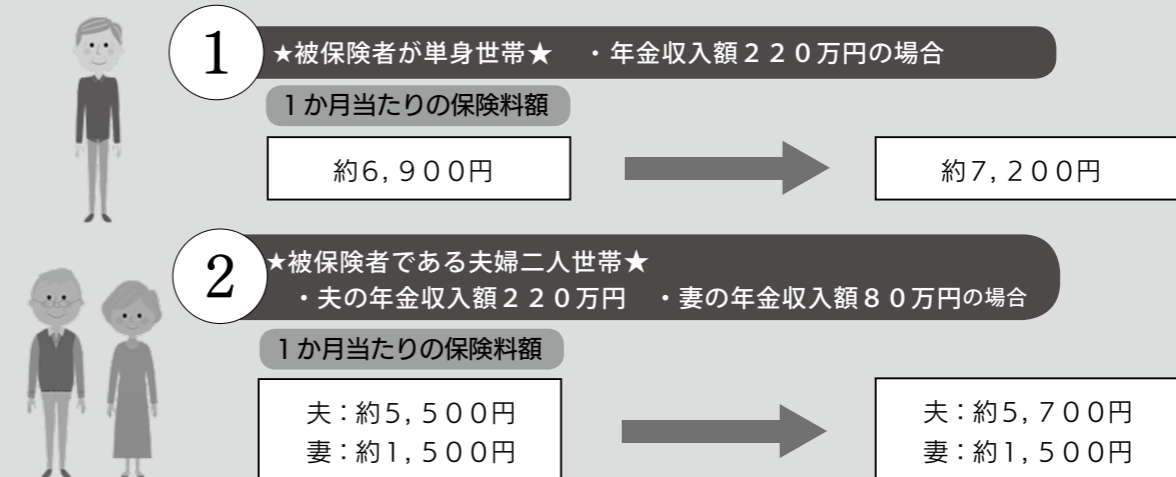 1
★被保険者が単身世帯★　・年金収入額２２０万円の場合
１か月当たりの保険料額
約６,９００円
約７,２００円
2
★被保険者である夫婦二人世帯★
・夫の年金収入額２２０万円　・妻の年金収入額８０万円の場合
１か月当たりの保険料額
夫：約５,５００円
妻：約１,５００円
夫：約５,７００円
妻：約１,５００円